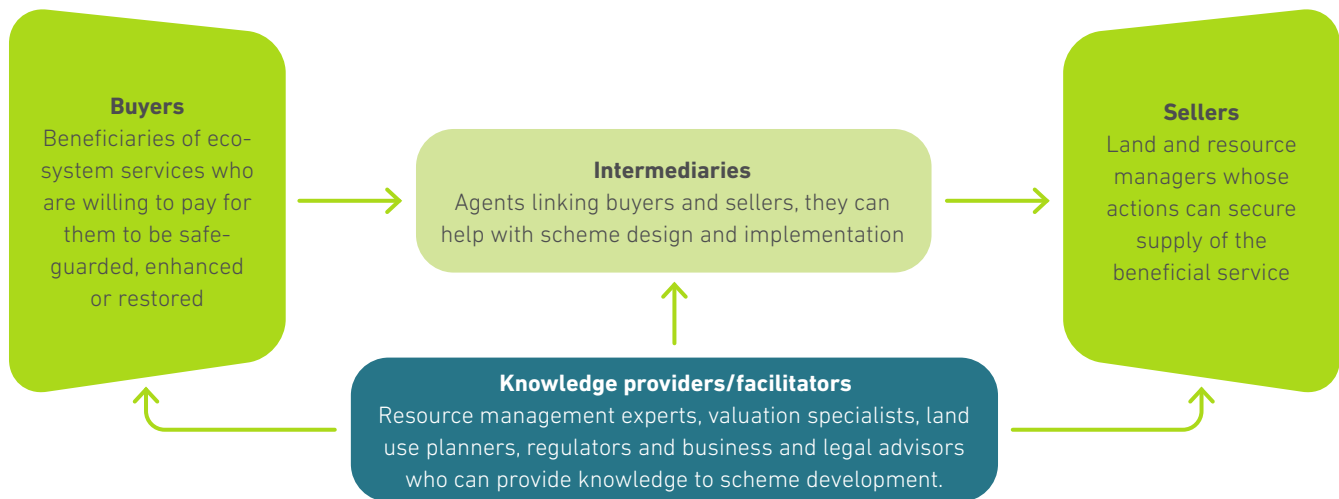 Buyers
Beneficiaries of eco-
system services who
are willing to pay for
them to be safe-
guarded, enhanced
or restored
Intermediaries
Agents linking buyers and sellers, they can
help with scheme design and implementation
Sellers
Land and resource
managers whose
actions can secure
supply of the
beneficial service
Knowledge providers/facilitators
Resource management experts, valuation specialists, land
use planners, regulators and business and legal advisors
who can provide knowledge to scheme development.